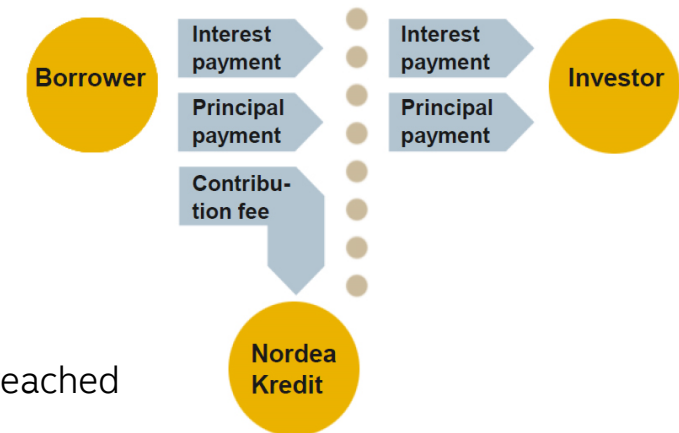 Borrower
Interest
payment
Interest
payment
Investor
Principal
payment
Principal
payment
Contribu-
tion fee
Nordea
Kredit
eached